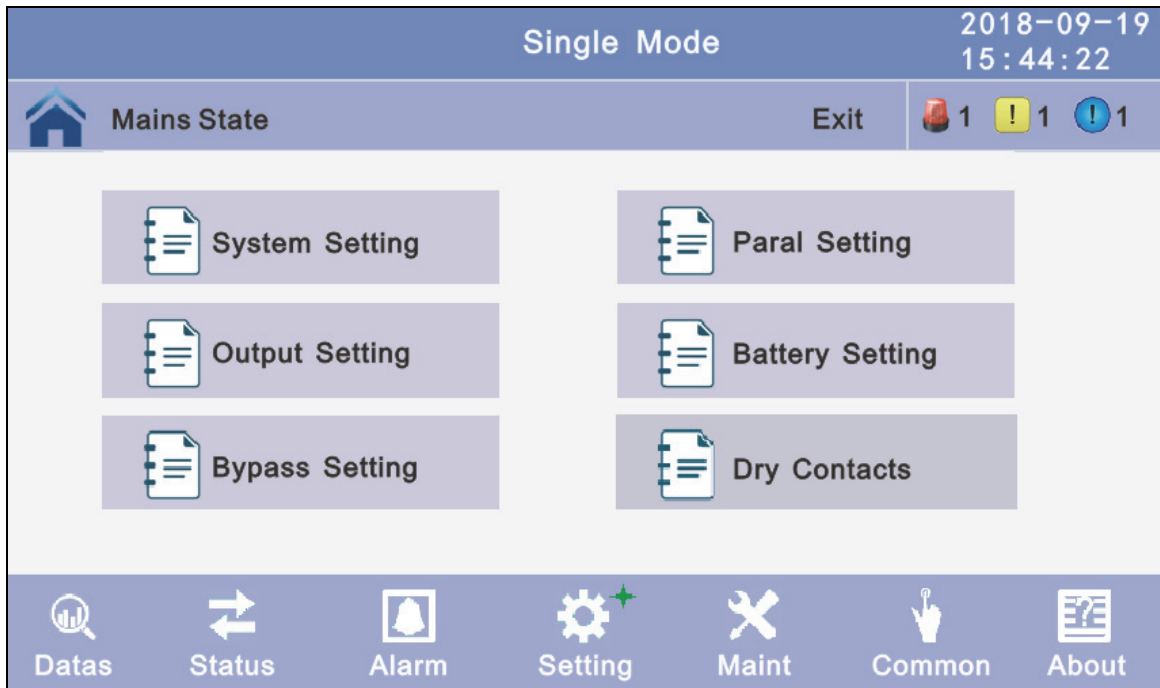 Single Mode
2018-09-19
15:44:22
Mains State
Exit
1
! 1
! 1
System Setting
Paral Setting
Output Setting
Battery Setting
Bypass Setting
Dry Contacts
Datas
Status
Alarm
Setting
Maint
Common
?
About